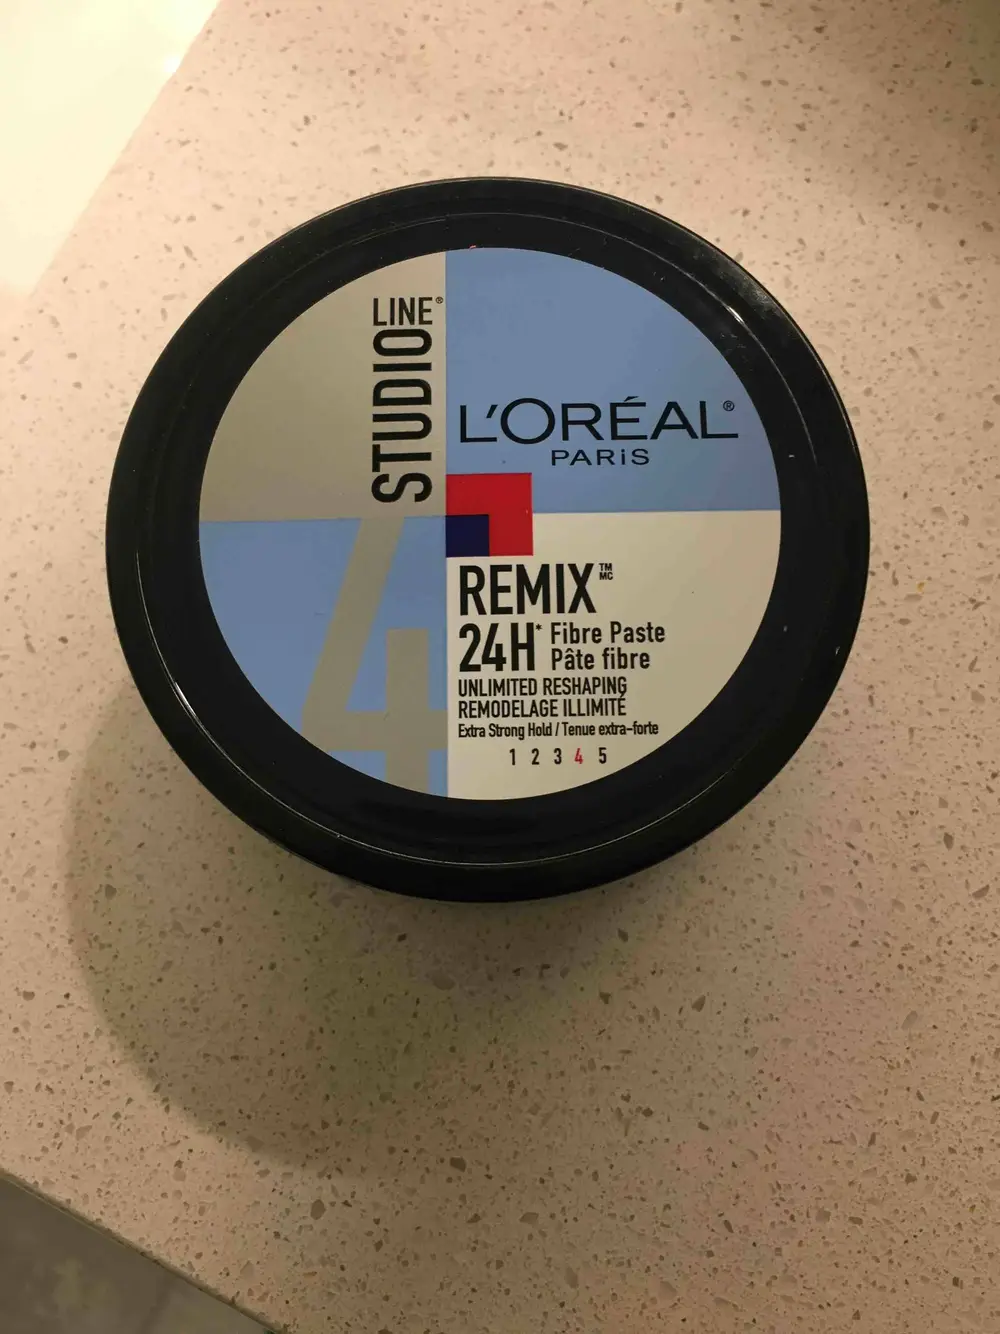 STUDIO
LINE®
L'ORÉAL®
PARiS
4
REMIX™ MC
24H* Fibre Paste
Pâte fibre
UNLIMITED RESHAPING
REMODELAGE ILLIMITÉ
Extra Strong Hold / Tenue extra-forte
1 2 3 4 5